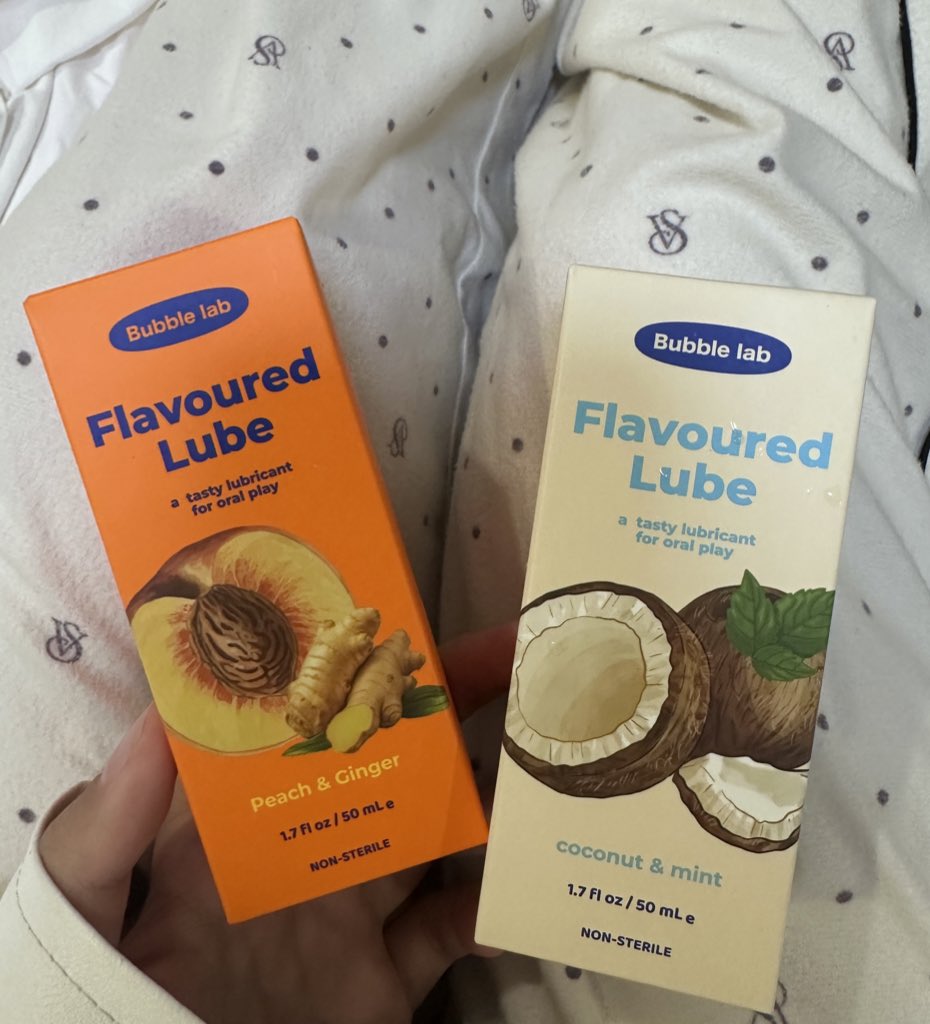 Bubble lab
Flavoured
Lube
a tasty lubricant
for oral play
Peach & Ginger
1.7 fl oz / 50 mL e
NON-STERILE
Bubble lab
Flavoured
Lube
a tasty lubricant
for oral play
coconut & mint
1.7 fl oz / 50 mL e
NON-STERILE
VS
VS